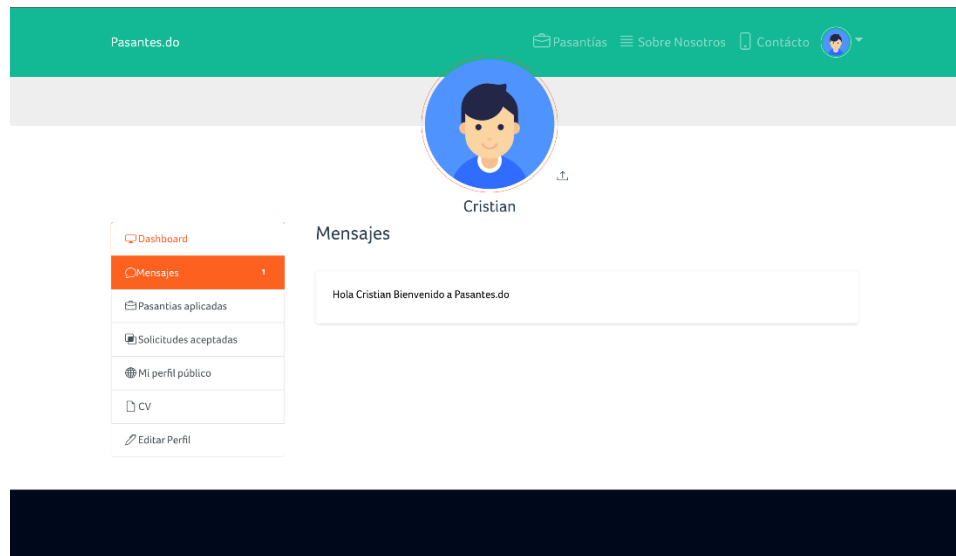 Pasantes.do
Pasantías
Sobre Nosotros
Contácto
Cristian
Dashboard
Mensajes 1
Pasantias aplicadas
Solicitudes aceptadas
Mi perfil público
CV
Editar Perfil
Mensajes
Hola Cristian Bienvenido a Pasantes.do